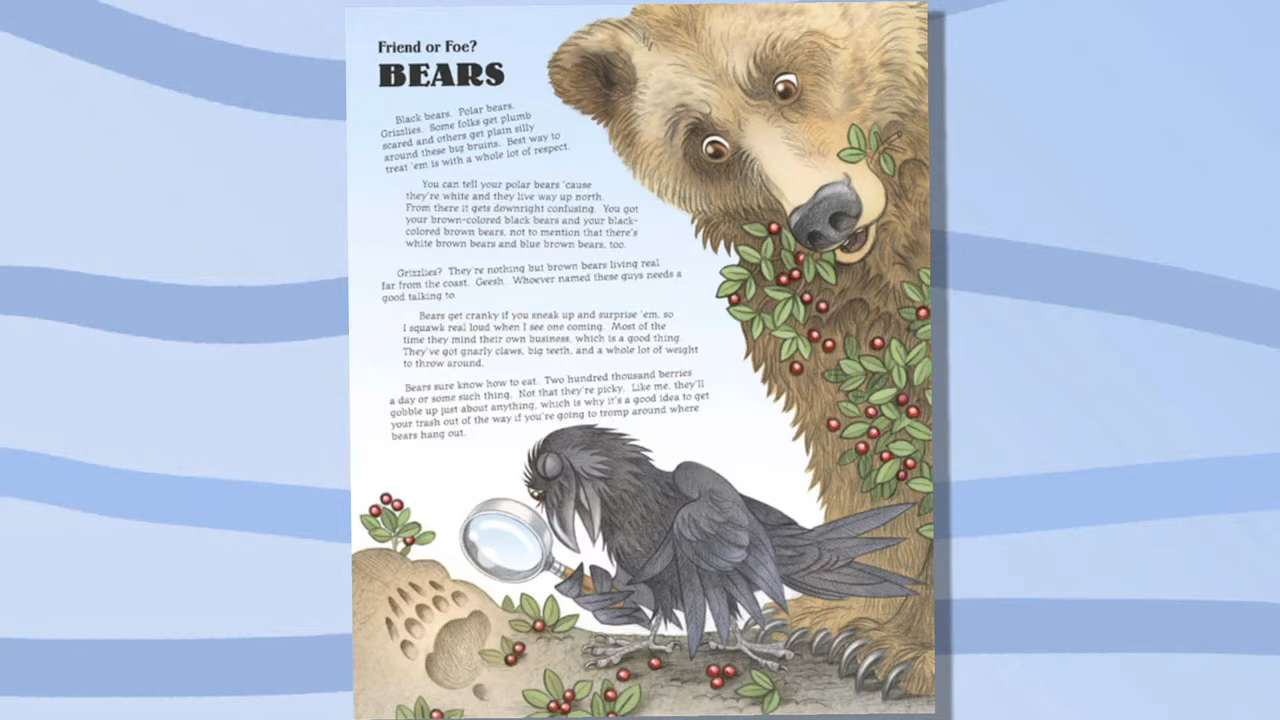 Friend or Foe?
BEARS
Black bears. Polar bears.
Grizzlies. Some folks get plumb
scared and others get plain silly
around these big bruins. Best way to
treat 'em is with a whole lot of respect.
You can tell your polar bears 'cause
they're white and they live way up north.
From there it gets downright confusing. You got
your brown-colored black bears and your black-
colored brown bears, not to mention that there's
white brown bears and blue brown bears, too.
Grizzlies? They're nothing but brown bears living real
far from the coast. Geesh. Whoever named these guys needs a
good talking to.
Bears get cranky if you sneak up and surprise 'em, so
I squawk real loud when I see one coming. Most of the
time they mind their own business, which is a good thing.
They've got gnarly claws, big teeth, and a whole lot of weight
to throw around.
Bears sure know how to eat. Two hundred thousand berries
a day or some such thing. Not that they're picky. Like me, they'll
gobble up just about anything, which is why it's a good idea to get
your trash out of the way if you're going to tromp around where
bears hang out.